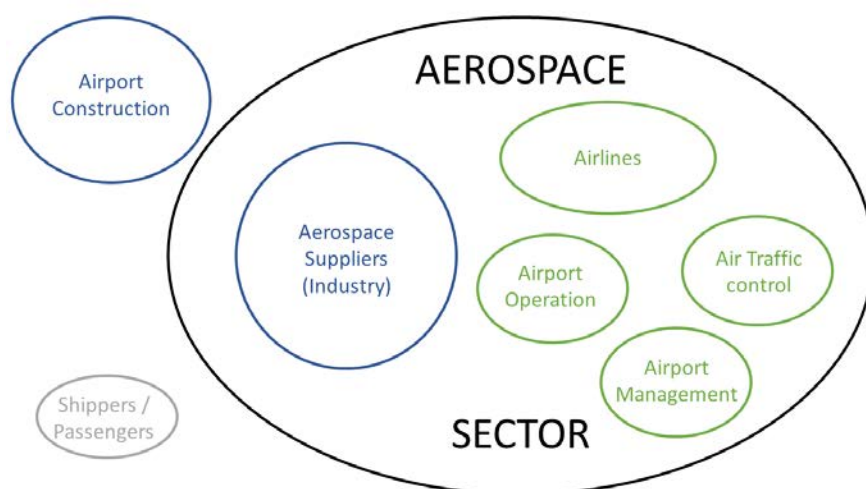 AEROSPACE
Airport
Construction
Airlines
Aerospace
Suppliers
(Industry)
Airport
Operation
Air Traffic
control
Airport
Management
Shippers /
Passengers
SECTOR